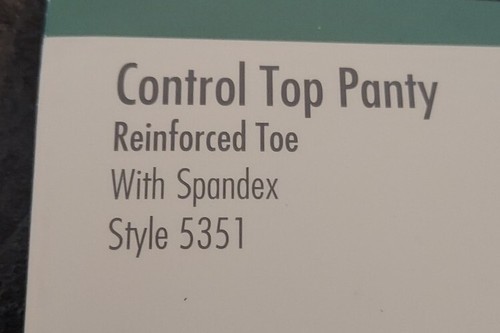 Control Top Panty
Reinforced Toe
With Spandex
Style 5351